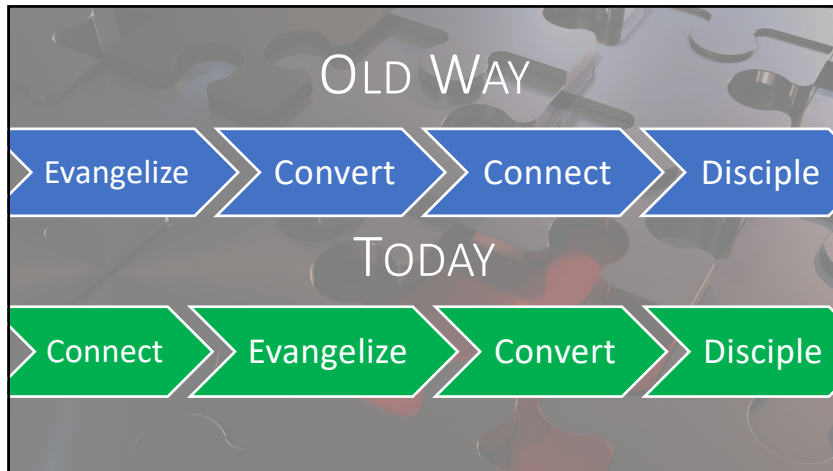 OLD WAY
Evangelize Convert Connect Disciple
TODAY
Connect Evangelize Convert Disciple